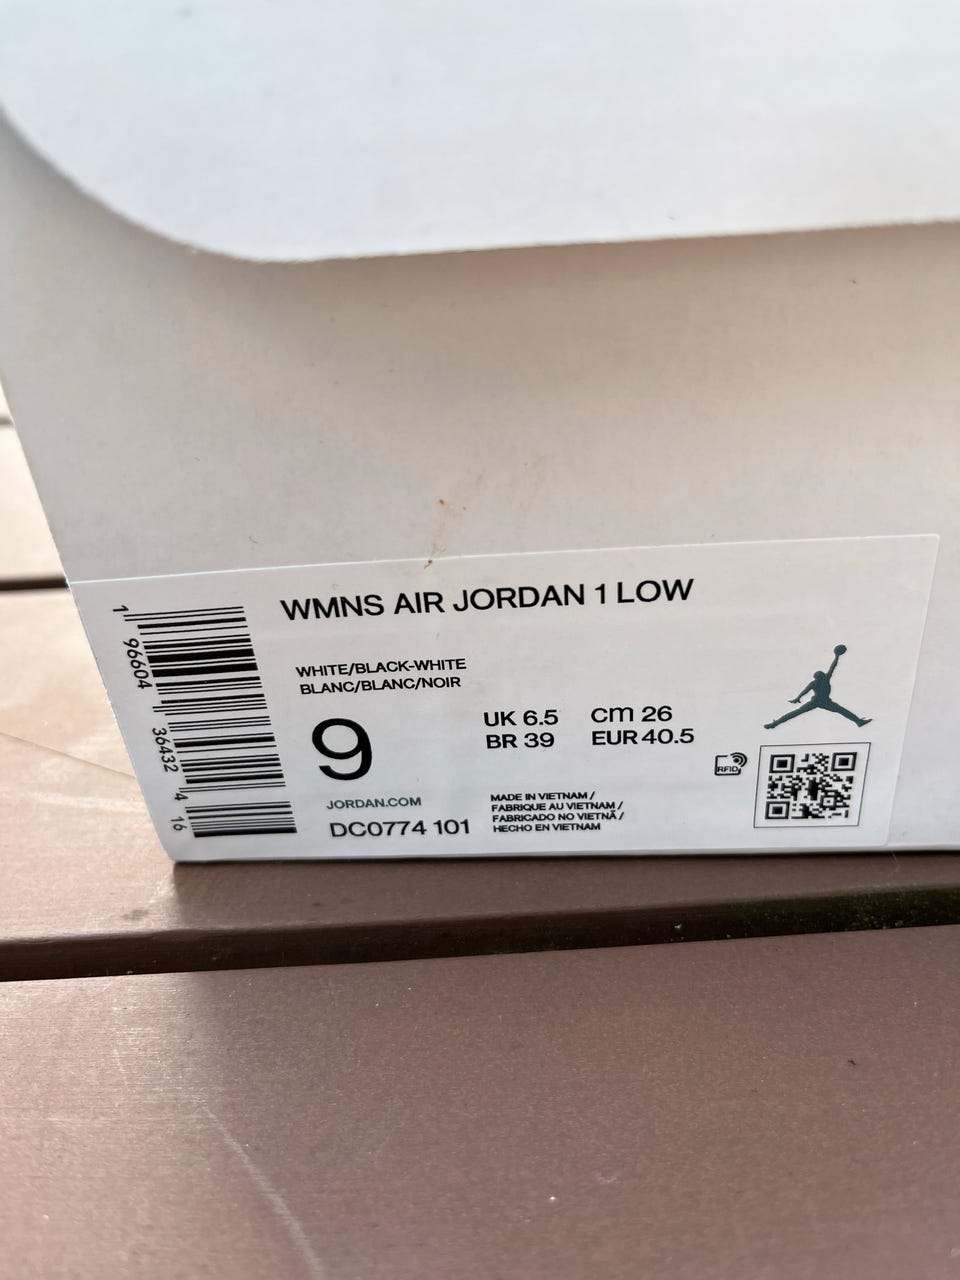 WMNS AIR JORDAN 1 LOW
WHITE/BLACK-WHITE
BLANC/BLANC/NOIR
9
UK 6.5 cm 26
BR 39 EUR 40.5
RFID
JORDAN.COM
DC0774 101
MADE IN VIETNAM /
FABRIQUE AU VIETNAM /
FABRICADO NO VIETNÃ /
HECHO EN VIETNAM
1 96604 36432 4 16